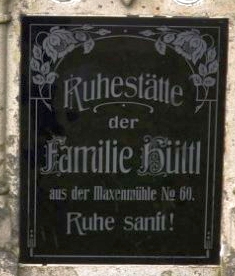 Ruhestätte
der
Familie Hüttl
aus der Maxenmühle No 60.
Ruhe sanft!